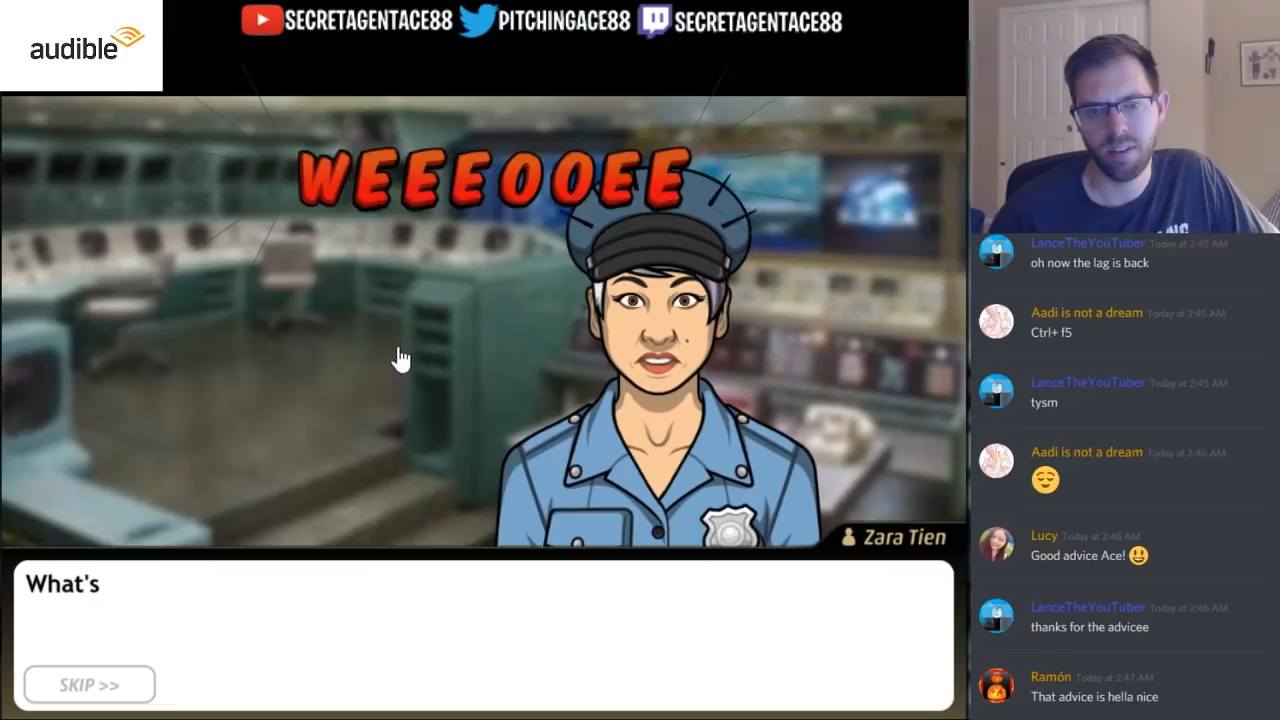 audible
SECRETAGENTACE88 PITCHINGACE88 SECRETAGENTACE88
WEEEOOEE
Zara Tien
What's
SKIP >>
LanceTheYouTuber Today at 2:45 AM
oh now the lag is back
Aadi is not a dream Today at 2:45 AM
Ctrl+ f5
LanceTheYouTuber Today at 2:45 AM
tysm
Aadi is not a dream Today at 2:46 AM
Lucy Today at 2:46 AM
Good advice Ace!
LanceTheYouTuber Today at 2:46 AM
thanks for the advicee
Ramón Today at 2:47 AM
That advice is hella nice